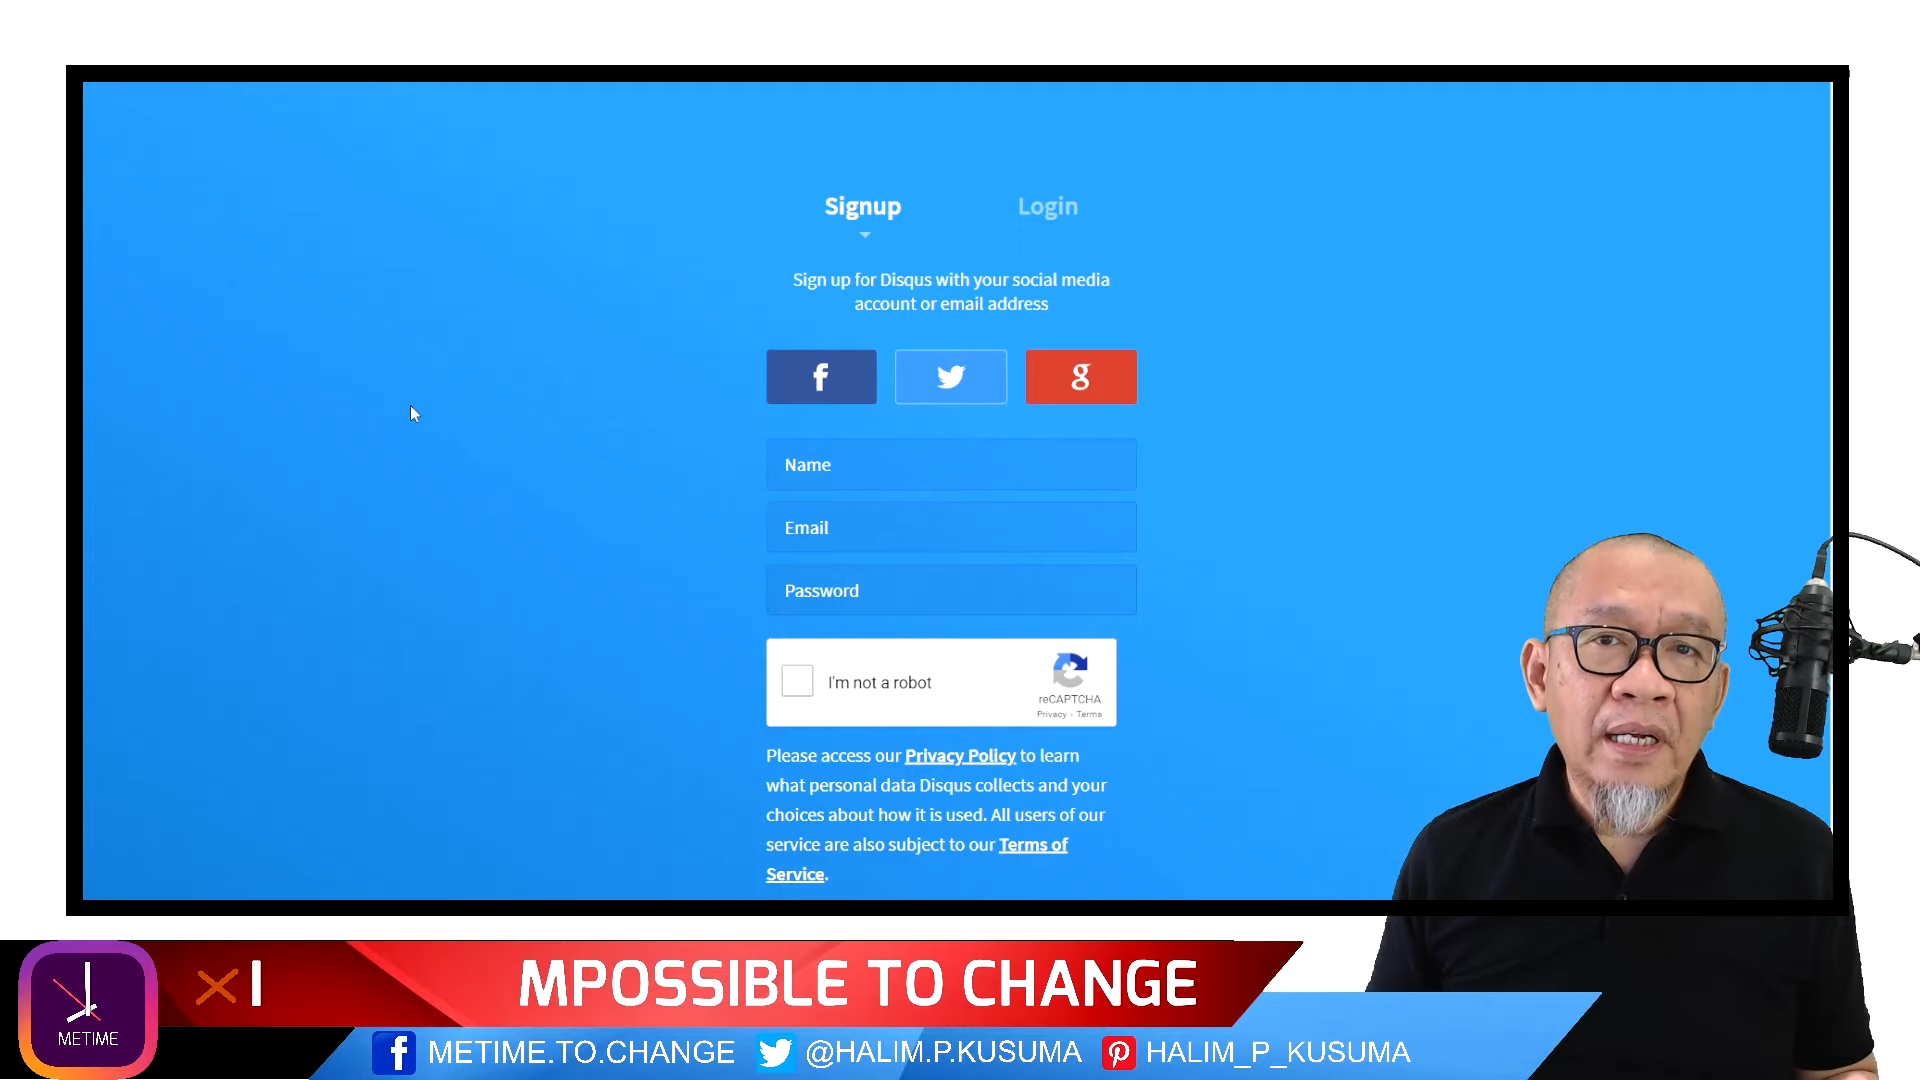 Signup
Login
Sign up for Disqus with your social media
account or email address
Name
Email
Password
I'm not a robot
reCAPTCHA
Privacy - Terms
Please access our Privacy Policy to learn
what personal data Disqus collects and your
choices about how it is used. All users of our
service are also subject to our Terms of
Service.
METIME
XI MPOSSIBLE TO CHANGE
METIME.TO.CHANGE @HALIM.P.KUSUMA HALIM_P_KUSUMA